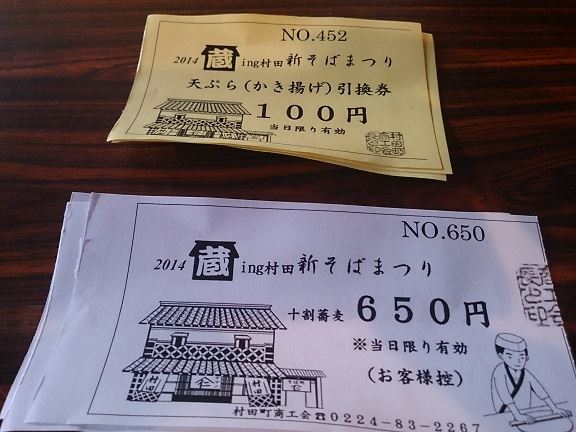 NO.452
2014 蔵ing村田 新そばまつり
天ぷら(かき揚げ)引換券
100円
当日限り有効
NO.650
2014 蔵ing村田 新そばまつり
十割蕎麦 650円
※当日限り有効
(お客様控)
村田
村田
村田町商工会☎0224-83-2267